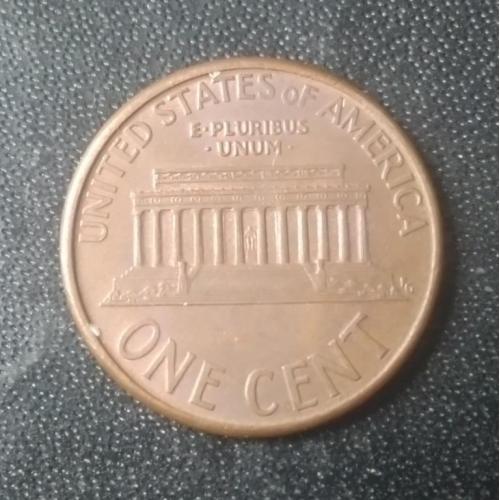 UNITED STATES OF AMERICA
E·PLURIBUS
·UNUM·
ONE CENT